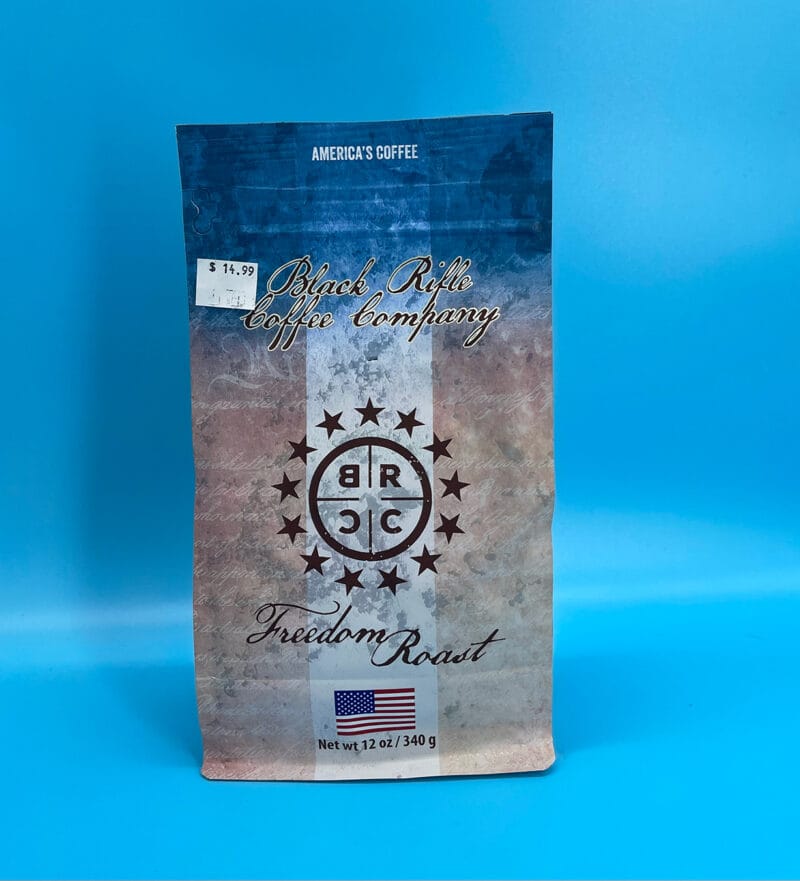 AMERICA'S COFFEE
$ 14.99
Black Rifle
Coffee Company
B R
C C
Freedom Roast
Net wt 12 oz / 340 g